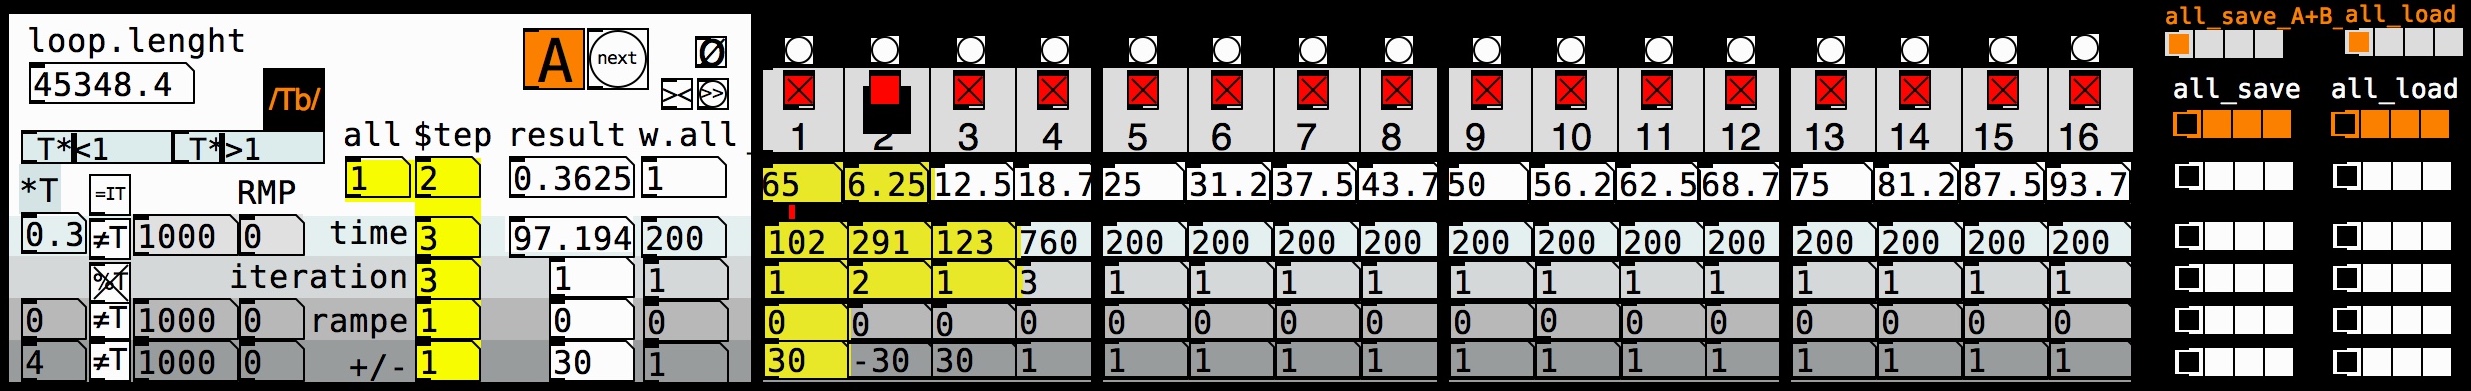 all_save_A+B_all_load
loop.lenght
A next Ø
45348.4
/Tb/
>< >>
all_save all_load
T*<1 T*>1 all $step result w.all_
1 2 3 4 5 6 7 8 9 10 11 12 13 14 15 16
*T =IT RMP 1 2 0.3625 1
65 6.25 12.5 18.7 25 31.2 37.5 43.7 50 56.2 62.5 68.7 75 81.2 87.5 93.7
0.3 ≠T 1000 0 time 3 97.194 200
102 291 123 760 200 200 200 200 200 200 200 200 200 200 200 200
%T iteration 3 1 1
1 2 1 3 1 1 1 1 1 1 1 1 1 1 1 1
0 ≠T 1000 0 rampe 1 0 0
0 0 0 0 0 0 0 0 0 0 0 0 0 0 0 0
4 ≠T 1000 0 +/- 1 30 1
30 -30 30 1 1 1 1 1 1 1 1 1 1 1 1 1